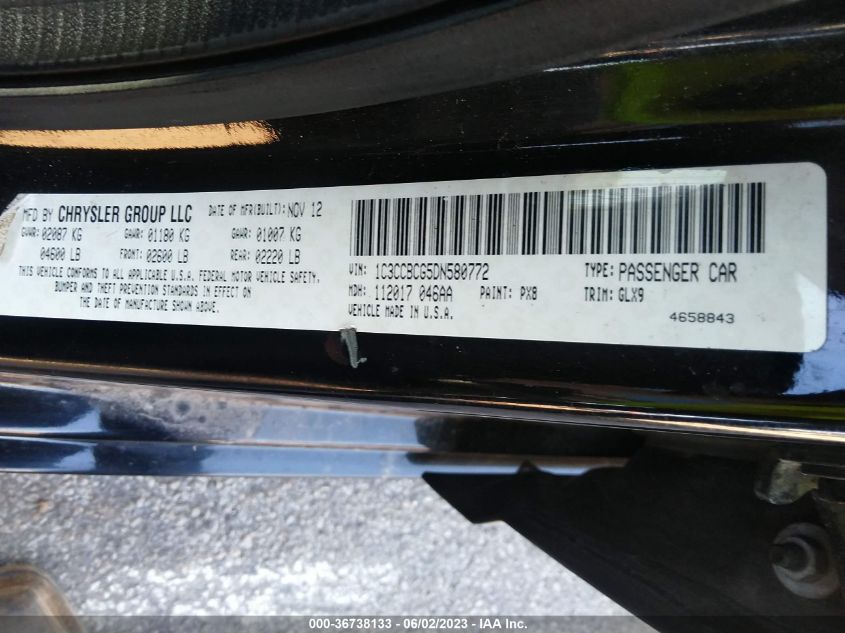 MFD BY CHRYSLER GROUP LLC DATE OF MFR(BUILT):NOV 12
GVWR:02087 KG GAWR:01180 KG GAWR:01007 KG
04600 LB FRONT:02600 LB REAR:02220 LB
THIS VEHICLE CONFORMS TO ALL APPLICABLE U.S.A. FEDERAL MOTOR VEHICLE SAFETY,
BUMPER AND THEFT PREVENTION STANDARDS IN EFFECT ON
THE DATE OF MANUFACTURE SHOWN ABOVE.
VIN: 1C3CCBCG5DN580772 TYPE: PASSENGER CAR
MDH: 112017 046AA PAINT: PX8 TRIM: GLX9
VEHICLE MADE IN U.S.A. 4658843
000-36738133 - 06/02/2023 - IAAI.COM